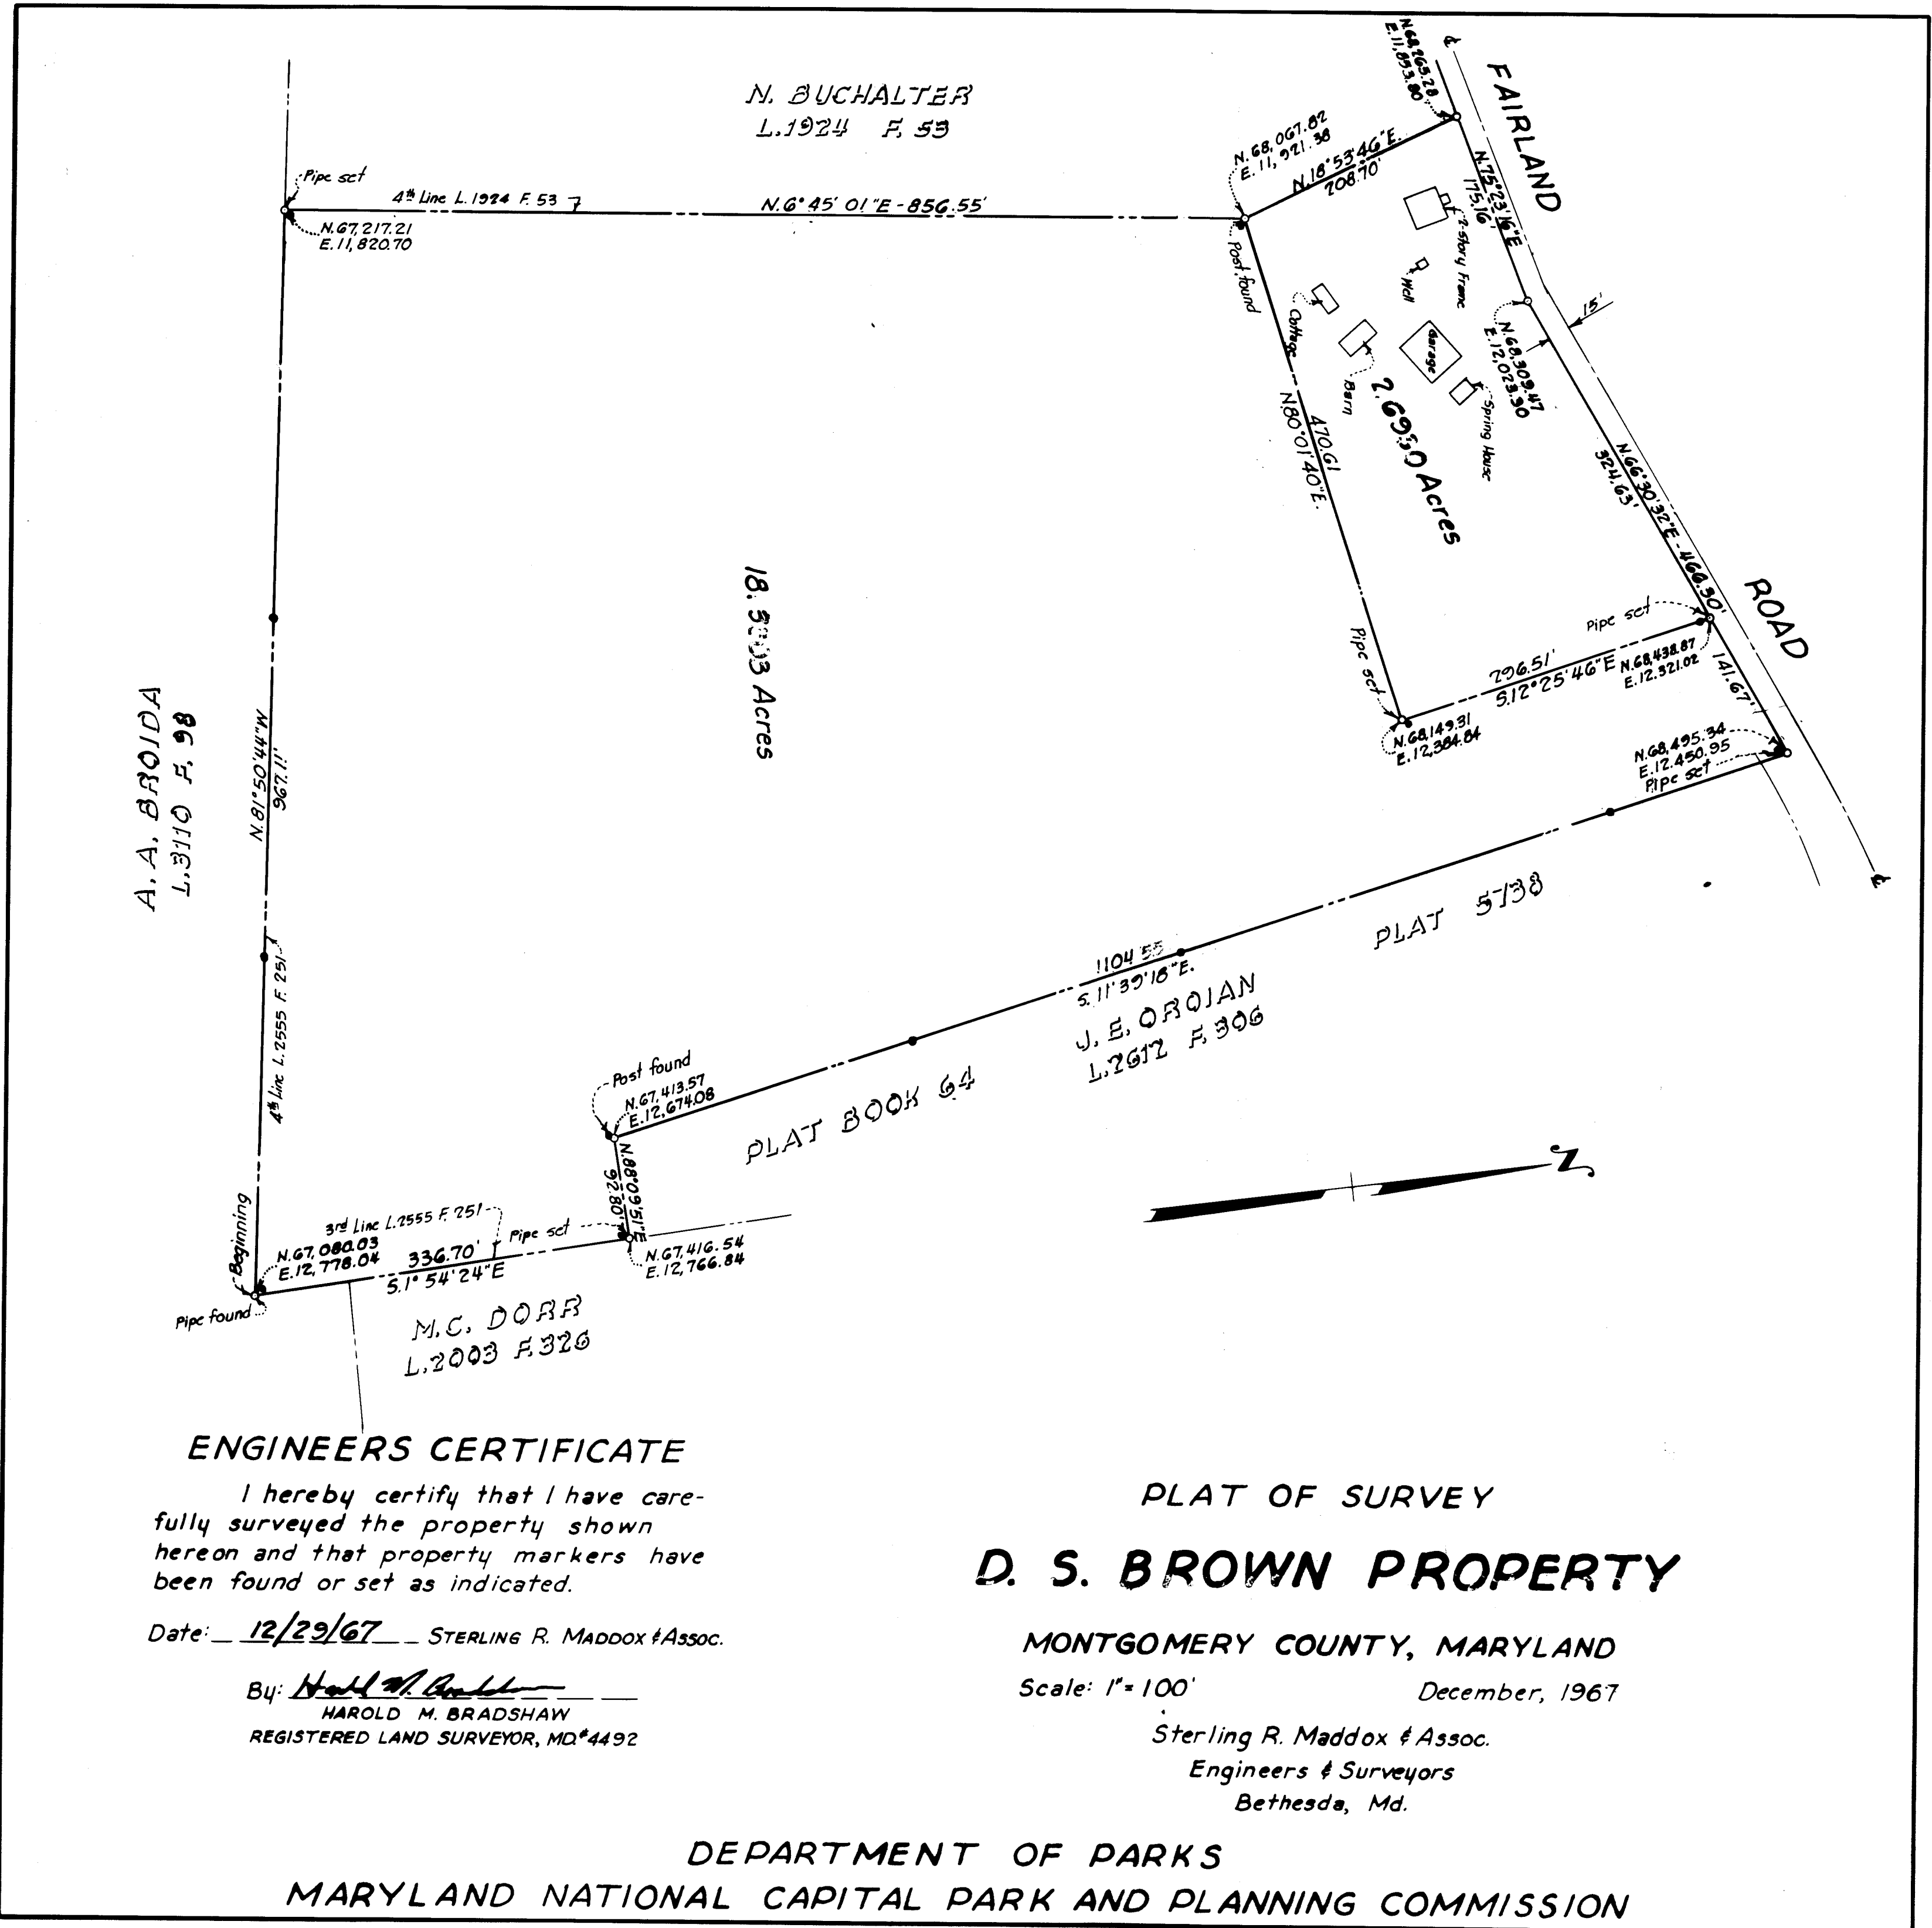 N. BUCHALTER
L.1924 F. 53
Pipe set
4th Line L. 1924 F. 53
N.6°45'01"E - 856.55'
N.67,217.21
E.11,820.70
N.68,067.82
E.11,921.38
N.18°53'46"E.
208.70'
N.68,265.28
E.11,853.80
℄
FAIRLAND
N.75°23'16"E
175.16'
Post found
2-Story Frame
Well
Cottage
Barn
Garage
Spring House
15'
N.68,309.47
E.12,023.30
470.61
N.80°01'40"E.
Acres
N.66°30'32"E - 466.30'
324.63'
ROAD
Pipe set
Pipe set
296.51'
S.12°25'46"E
N.68,438.87
E.12,321.02
141.67'
N.68,149.31
E.12,384.84
N.68,495.34
E.12,450.95
Pipe set
℄
Acres
A. A. BROIDA
L.3110 F. 98
N.81°50'44"W
967.11'
4th Line L.2555 F. 251
PLAT 5738
1104.55
S.11°39'18"E.
J. E. OROIAN
L.2612 F. 306
PLAT BOOK 64
Post found
N.67,413.57
E.12,674.08
N.88°09'51"E
92.80'
Z
Beginning
3rd Line L.2555 F. 251
Pipe set
N.67,080.03
E.12,778.04
336.70'
S.1°54'24"E
N.67,416.54
E.12,766.84
Pipe found
M.C. DORR
L.2003 F.326
ENGINEERS CERTIFICATE
I hereby certify that I have care-
fully surveyed the property shown
hereon and that property markers have
been found or set as indicated.
Date: 12/29/67 STERLING R. MADDOX & ASSOC.
By: Harold M. Bradshaw
HAROLD M. BRADSHAW
REGISTERED LAND SURVEYOR, MD.#4492
PLAT OF SURVEY
D. S. BROWN PROPERTY
MONTGOMERY COUNTY, MARYLAND
Scale: 1"= 100' December, 1967
Sterling R. Maddox & Assoc.
Engineers & Surveyors
Bethesda, Md.
DEPARTMENT OF PARKS
MARYLAND NATIONAL CAPITAL PARK AND PLANNING COMMISSION